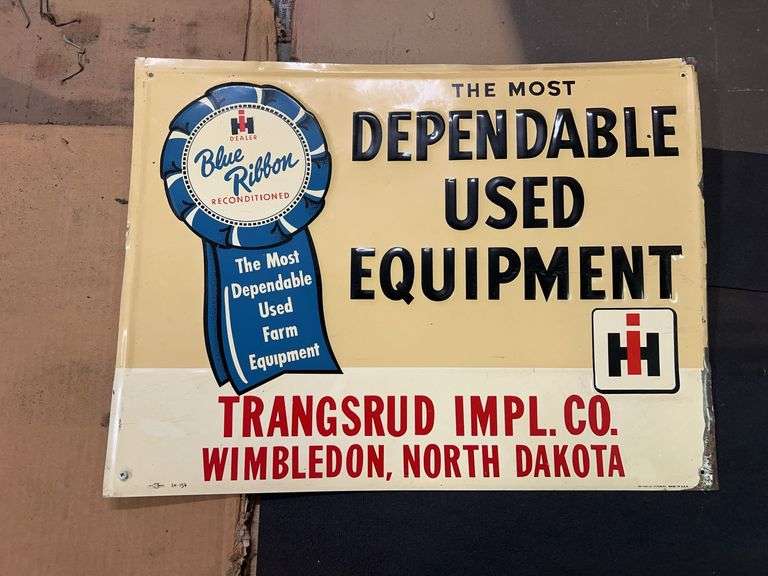 IH
DEALER
Blue
Ribbon
RECONDITIONED
The Most
Dependable
Used
Farm
Equipment
THE MOST
DEPENDABLE
USED
EQUIPMENT
IH
TRANGSRUD IMPL. CO.
WIMBLEDON, NORTH DAKOTA